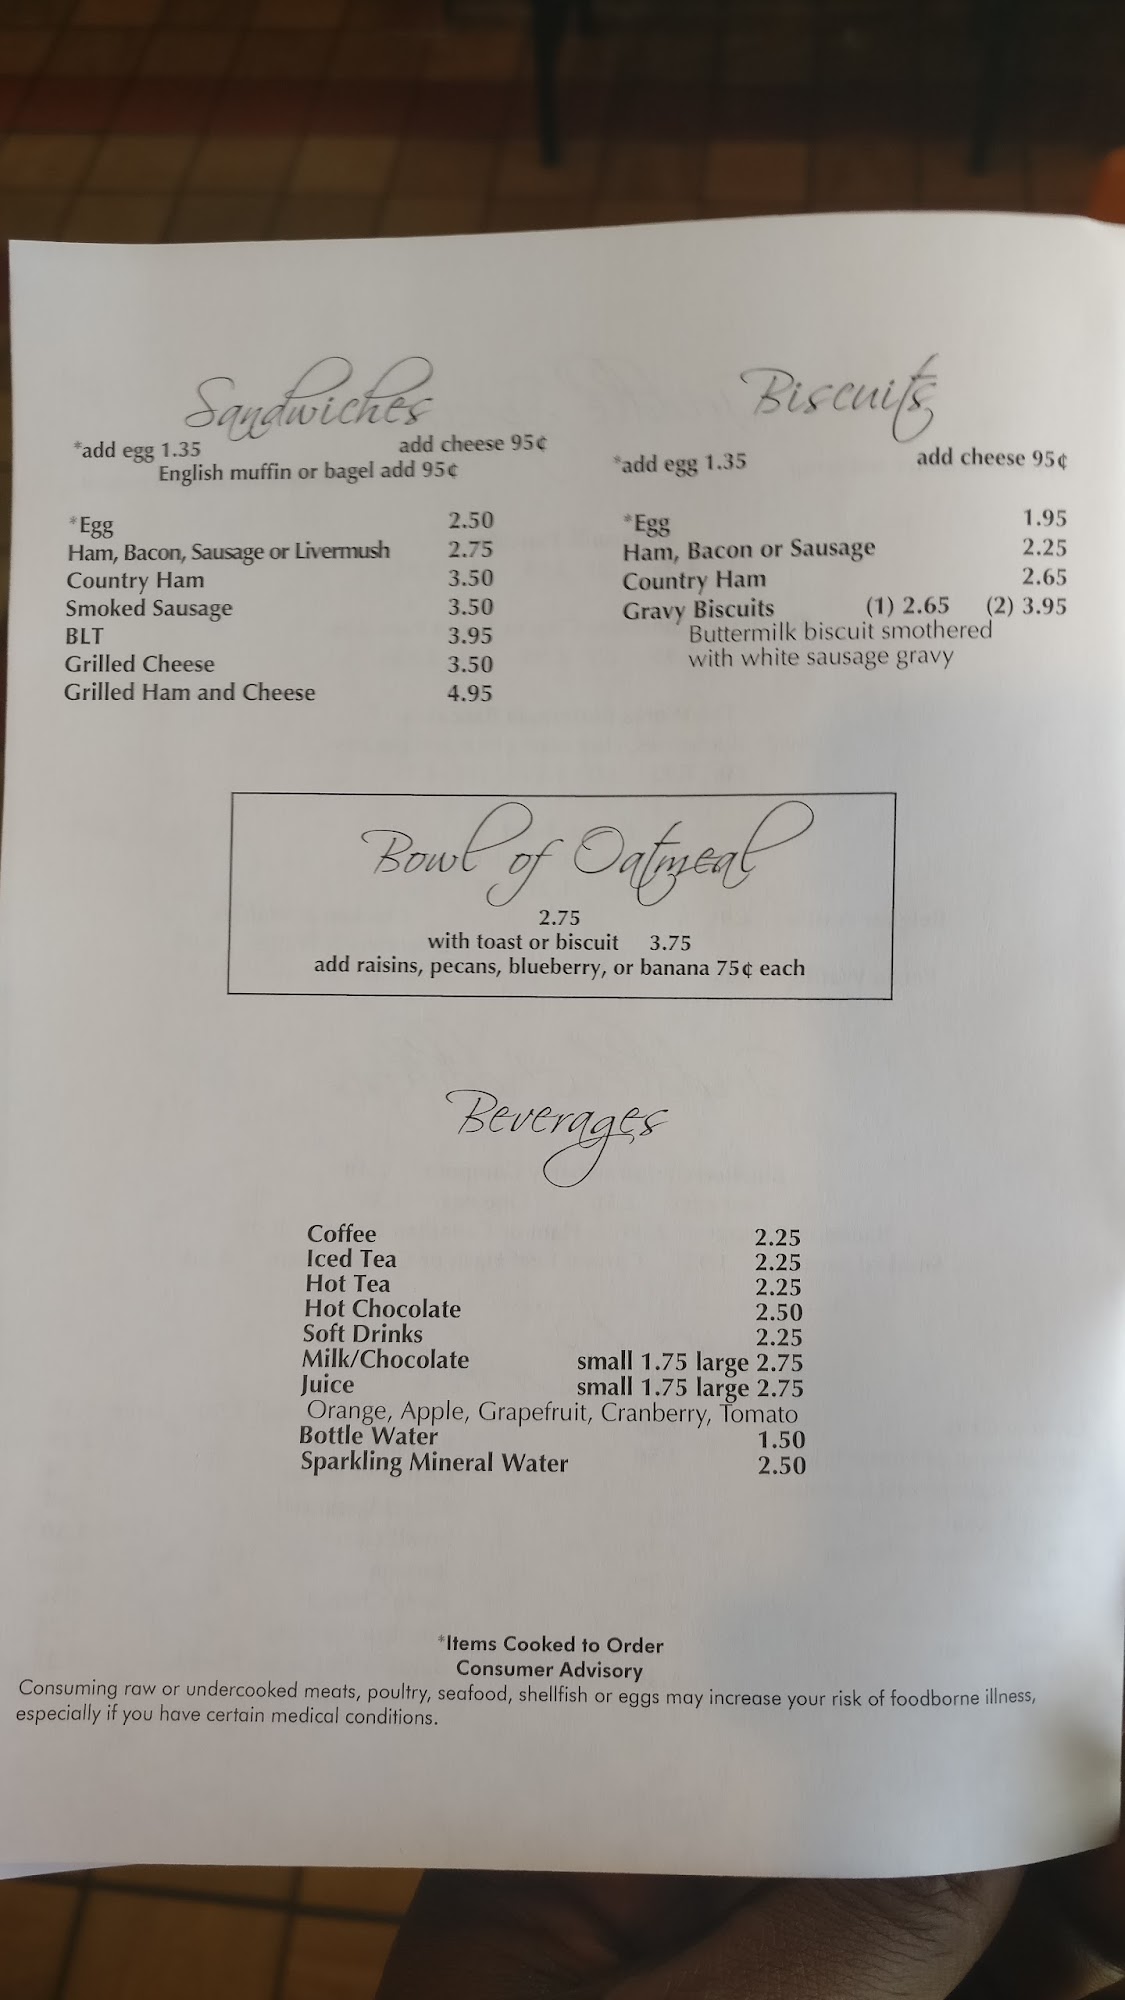 Sandwiches
*add egg 1.35 add cheese 95¢
English muffin or bagel add 95¢
*Egg 2.50
Ham, Bacon, Sausage or Livermush 2.75
Country Ham 3.50
Smoked Sausage 3.50
BLT 3.95
Grilled Cheese 3.50
Grilled Ham and Cheese 4.95
Biscuits
*add egg 1.35 add cheese 95¢
*Egg 1.95
Ham, Bacon or Sausage 2.25
Country Ham 2.65
Gravy Biscuits (1) 2.65 (2) 3.95
Buttermilk biscuit smothered
with white sausage gravy
Bowl of Oatmeal
2.75
with toast or biscuit 3.75
add raisins, pecans, blueberry, or banana 75¢ each
Beverages
Coffee 2.25
Iced Tea 2.25
Hot Tea 2.25
Hot Chocolate 2.50
Soft Drinks 2.25
Milk/Chocolate small 1.75 large 2.75
Juice small 1.75 large 2.75
Orange, Apple, Grapefruit, Cranberry, Tomato
Bottle Water 1.50
Sparkling Mineral Water 2.50
*Items Cooked to Order
Consumer Advisory
Consuming raw or undercooked meats, poultry, seafood, shellfish or eggs may increase your risk of foodborne illness,
especially if you have certain medical conditions.